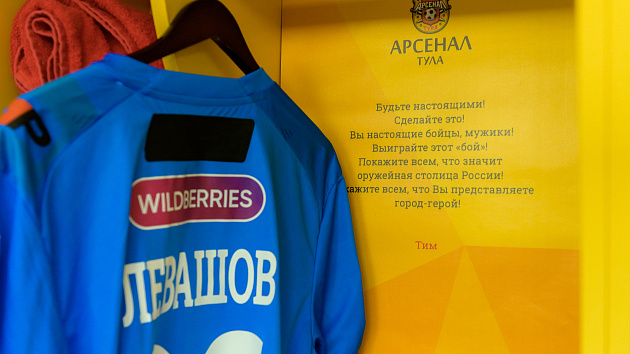 АРСЕНАЛ
ТУЛА
Будьте настоящими!
Сделайте это!
Вы настоящие бойцы, мужики!
Выиграйте этот «бой»!
Покажите всем, что значит
оружейная столица России!
кажите всем, что Вы представляете
город-герой!
Тим
WILDBERRIES
ЛЕВАШОВ